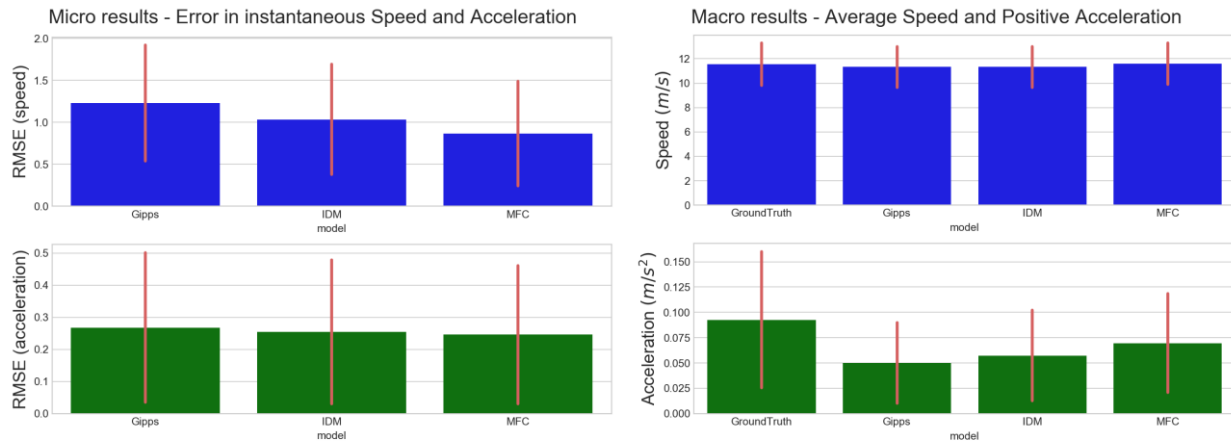 Micro results - Error in instantaneous Speed and Acceleration
RMSE (speed)
2.0
1.5
1.0
0.5
0.0
Gipps IDM MFC
model
RMSE (acceleration)
0.5
0.4
0.3
0.2
0.1
0.0
Gipps IDM MFC
model
Macro results - Average Speed and Positive Acceleration
Speed (m/s)
12
10
8
6
4
2
0
GroundTruth Gipps IDM MFC
model
Acceleration (m/s²)
0.150
0.125
0.100
0.075
0.050
0.025
0.000
GroundTruth Gipps IDM MFC
model